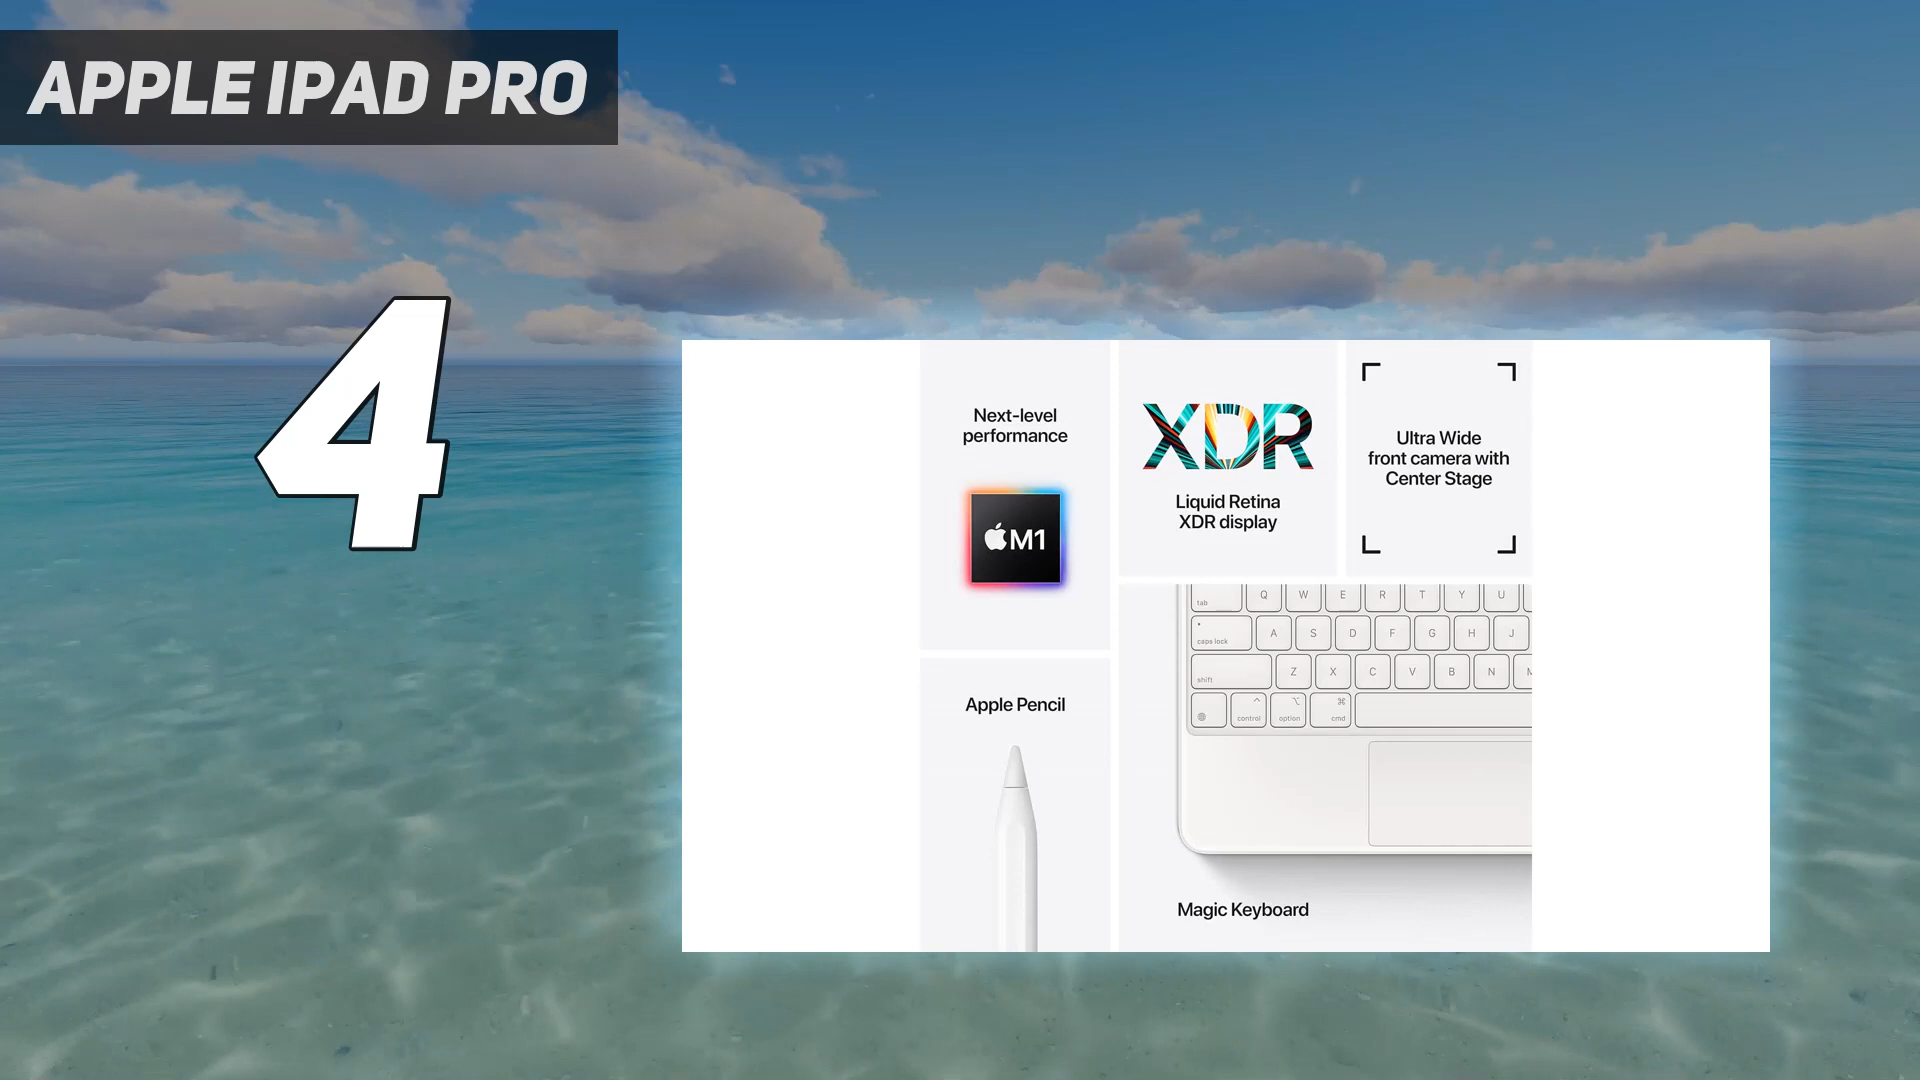 APPLE IPAD PRO
4
Next-level
performance
M1
XDR
Liquid Retina
XDR display
Ultra Wide
front camera with
Center Stage
tab Q W E R T Y U
caps lock A S D F G H J
shift Z X C V B N M
control option cmd
⌃ ⌥ ⌘
Apple Pencil
Magic Keyboard